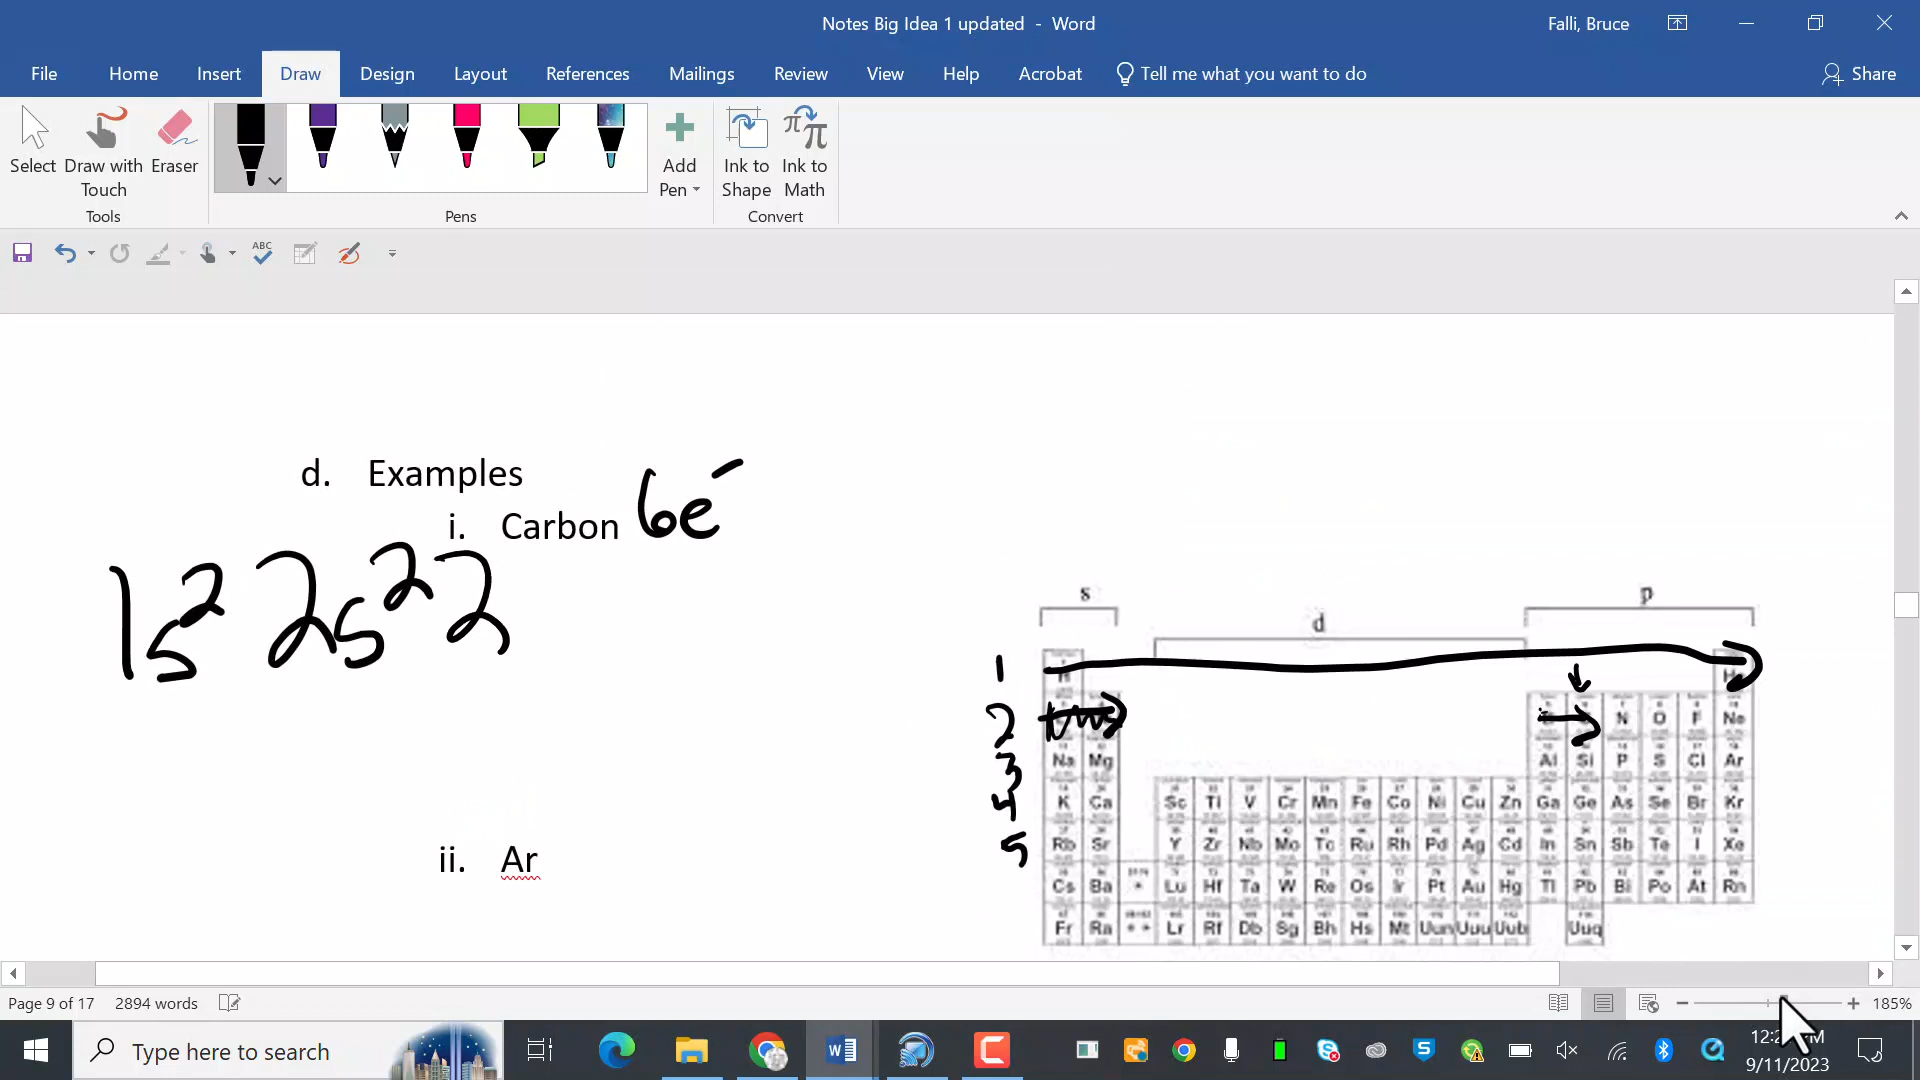 Notes Big Idea 1 updated - Word
Falli, Bruce
File Home Insert Draw Design Layout References Mailings Review View Help Acrobat Tell me what you want to do Share
Select Draw with Touch Eraser
Add Pen
Ink to Shape Ink to Math
Tools Pens Convert
ABC
d. Examples
i. Carbon 6e⁻
1s² 2s² 2
s d p
1
2 N O F Ne
3 Na Mg Al Si P S Cl Ar
4 K Ca Sc Ti V Cr Mn Fe Co Ni Cu Zn Ga Ge As Se Br Kr
5 Rb Sr Y Zr Nb Mo Tc Ru Rh Pd Ag Cd In Sn Sb Te I Xe
Cs Ba * Lu Hf Ta W Re Os Ir Pt Au Hg Tl Pb Bi Po At Rn
Fr Ra * * Lr Rf Db Sg Bh Hs Mt Uun Uuu Uub Uuq
ii. Ar
Page 9 of 17 2894 words 185%
Type here to search
9/11/2023